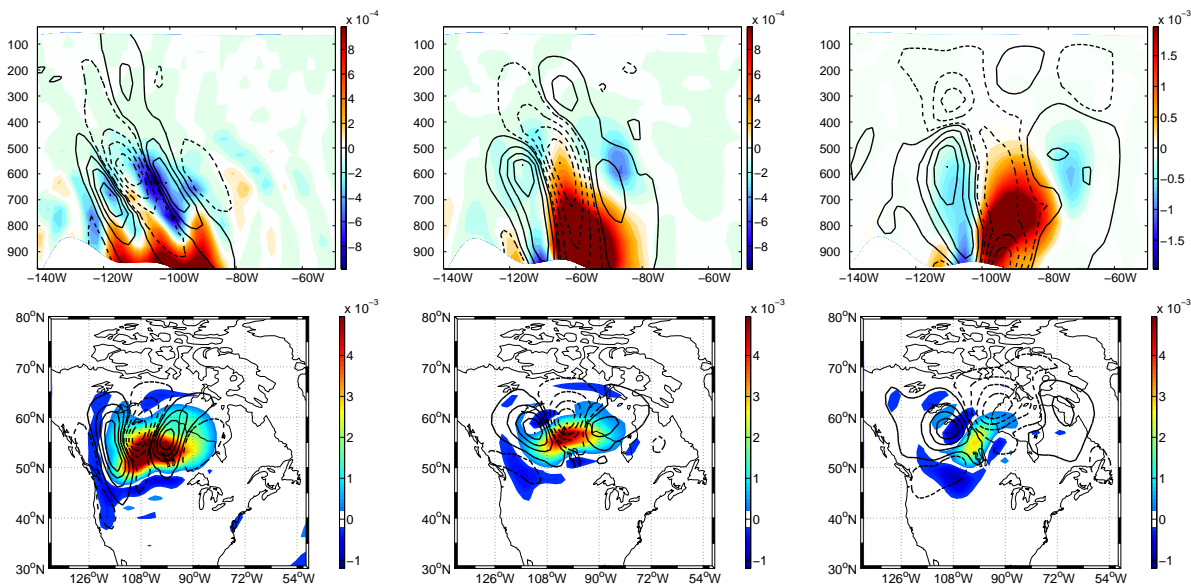 x 10⁻⁴ x 10⁻⁴ x 10⁻³
100 8 100 8 100 1.5
200 6 200 6 200 1
300 4 300 4 300 0.5
400 2 400 2 400
500 0 500 0 500 0
600 −2 600 −2 600 −0.5
700 −4 700 −4 700 −1
800 −6 800 −6 800
900 −8 900 −8 900 −1.5
−140W −120W −100W −80W −60W −140W −120W −60W −80W −60W −140W −120W −100W −80W −60W
x 10⁻³ x 10⁻³ x 10⁻³
80°N 80°N 80°N
4 4 4
70°N 70°N 70°N
3 3 3
60°N 60°N 60°N
2 2 2
50°N 50°N 50°N
1 1 1
40°N 40°N 40°N
0 0 0
30°N −1 30°N −1 30°N −1
126°W 108°W 90°W 72°W 54°W 126°W 108°W 90°W 72°W 54°W 126°W 108°W 90°W 72°W 54°W